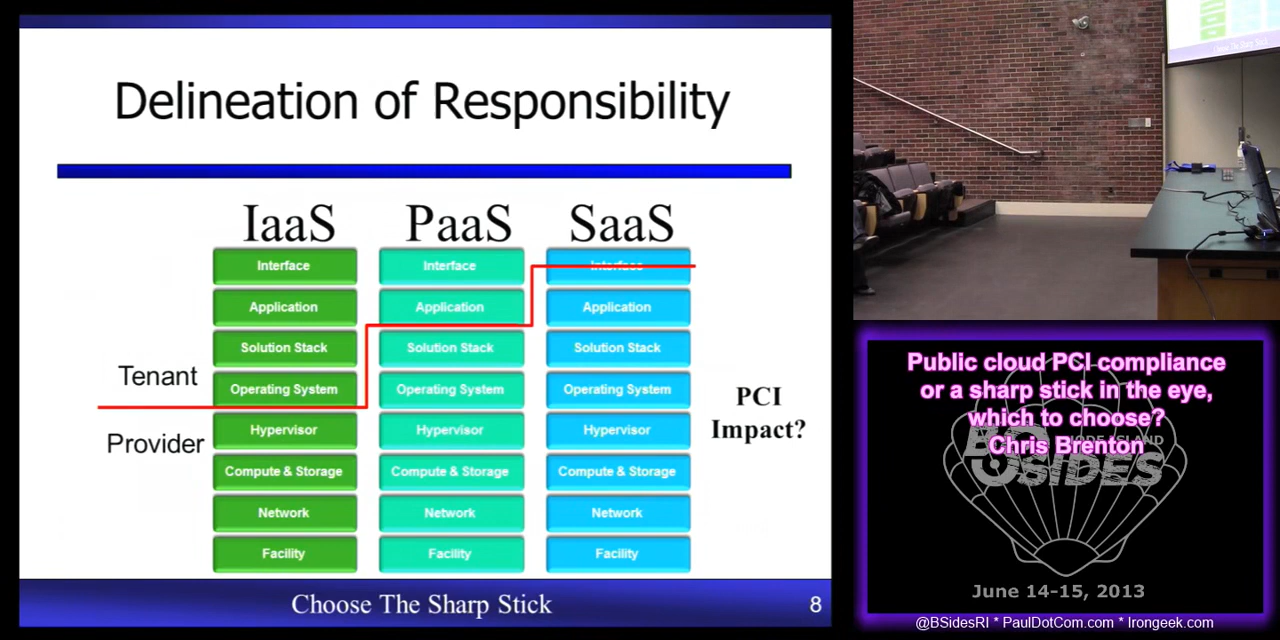 Delineation of Responsibility
IaaS PaaS SaaS
Interface Interface Interface
Application Application Application
Solution Stack Solution Stack Solution Stack
Tenant
Operating System Operating System Operating System
PCI
Impact?
Provider
Hypervisor Hypervisor Hypervisor
Compute & Storage Compute & Storage Compute & Storage
Network Network Network
Facility Facility Facility
Choose The Sharp Stick
8
Public cloud PCI compliance
or a sharp stick in the eye,
which to choose?
Chris Brenton
BSIDES
June 14-15, 2013
@BSidesRI * PaulDotCom.com * Irongeek.com